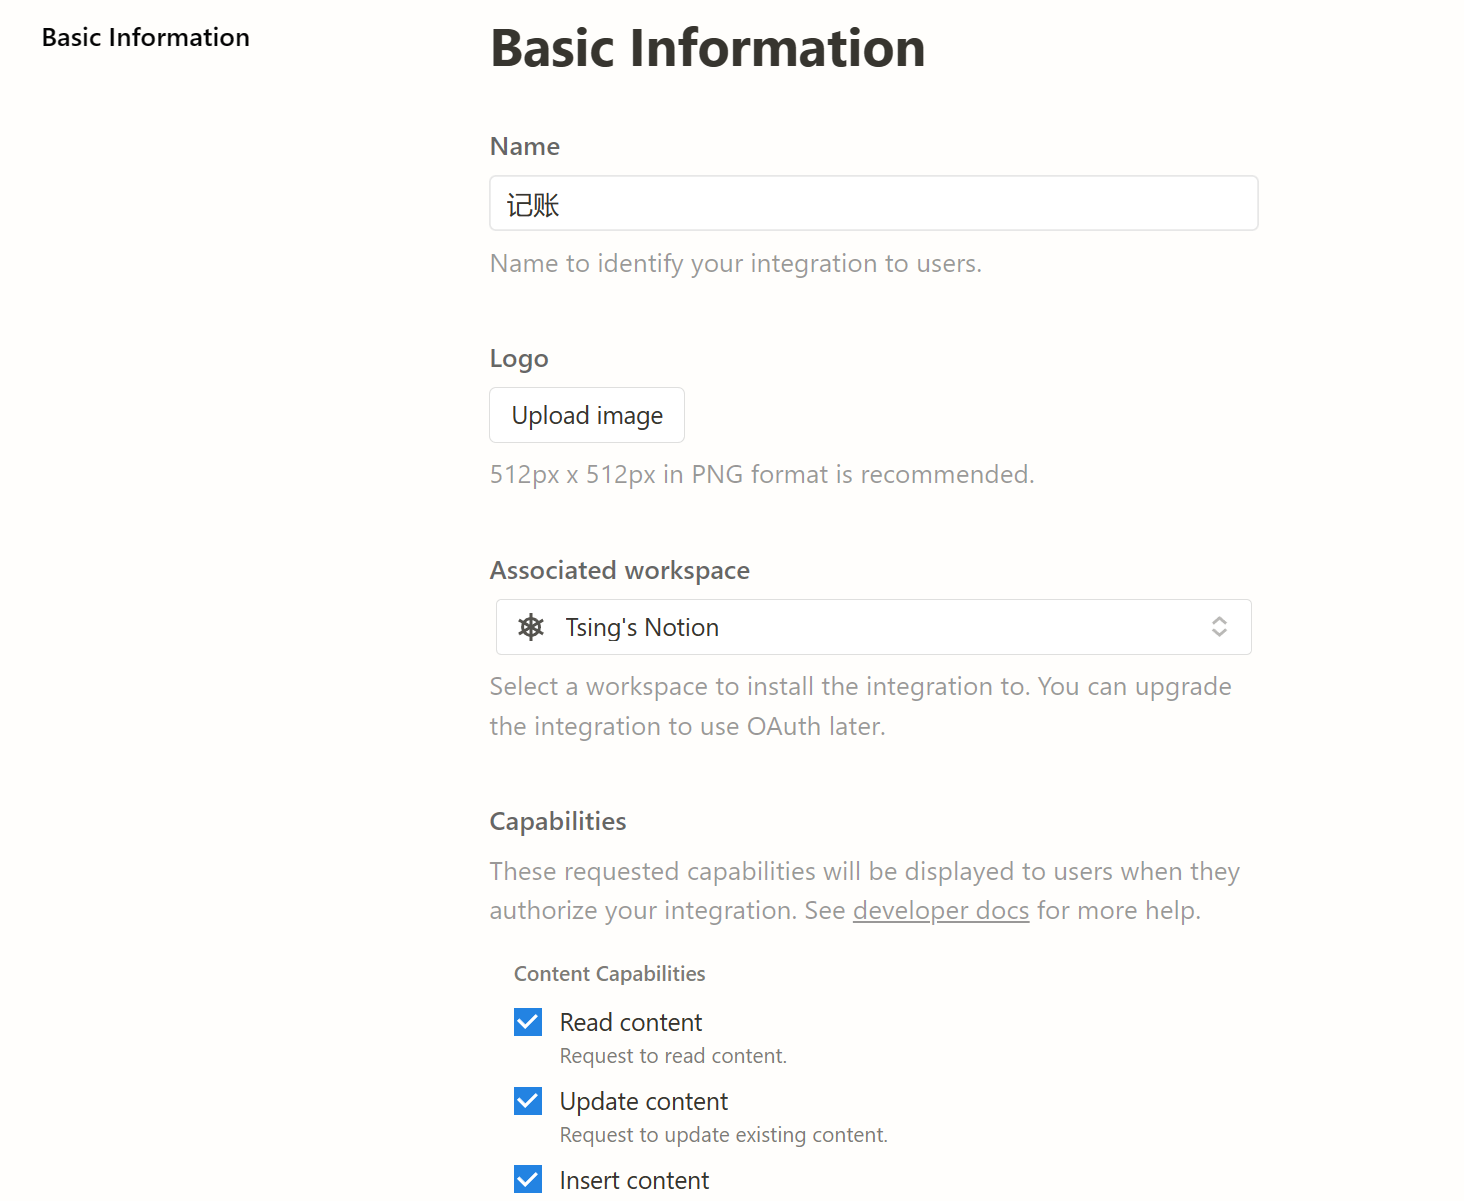 Basic Information
Basic Information
Name
记账
Name to identify your integration to users.
Logo
Upload image
512px x 512px in PNG format is recommended.
Associated workspace
Tsing's Notion
Select a workspace to install the integration to. You can upgrade
the integration to use OAuth later.
Capabilities
These requested capabilities will be displayed to users when they
authorize your integration. See developer docs for more help.
Content Capabilities
Read content
Request to read content.
Update content
Request to update existing content.
Insert content